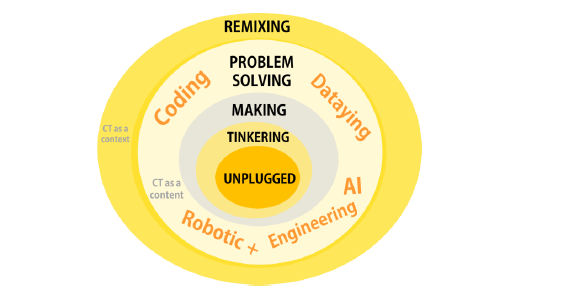 REMIXING
PROBLEM
SOLVING
Coding
Dataying
MAKING
CT as a
context
TINKERING
UNPLUGGED
CT as a
content
AI
Robotic +
Engineering